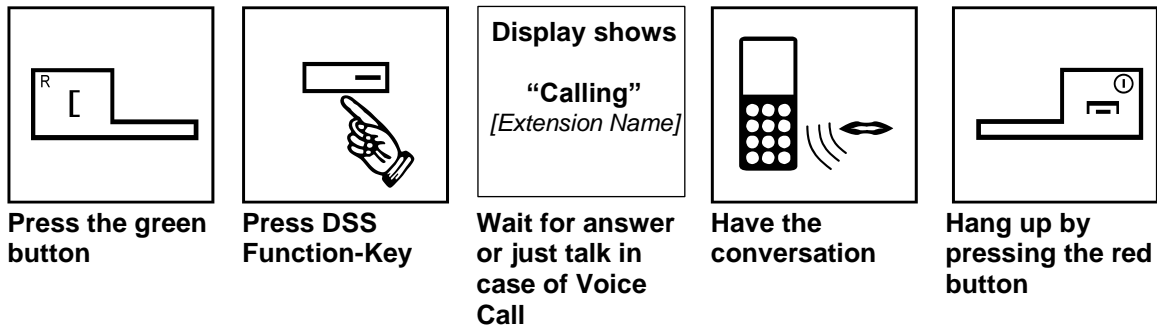 R
Display shows
“Calling”
[Extension Name]
Press the green
button
Press DSS
Function-Key
Wait for answer
or just talk in
case of Voice
Call
Have the
conversation
Hang up by
pressing the red
button